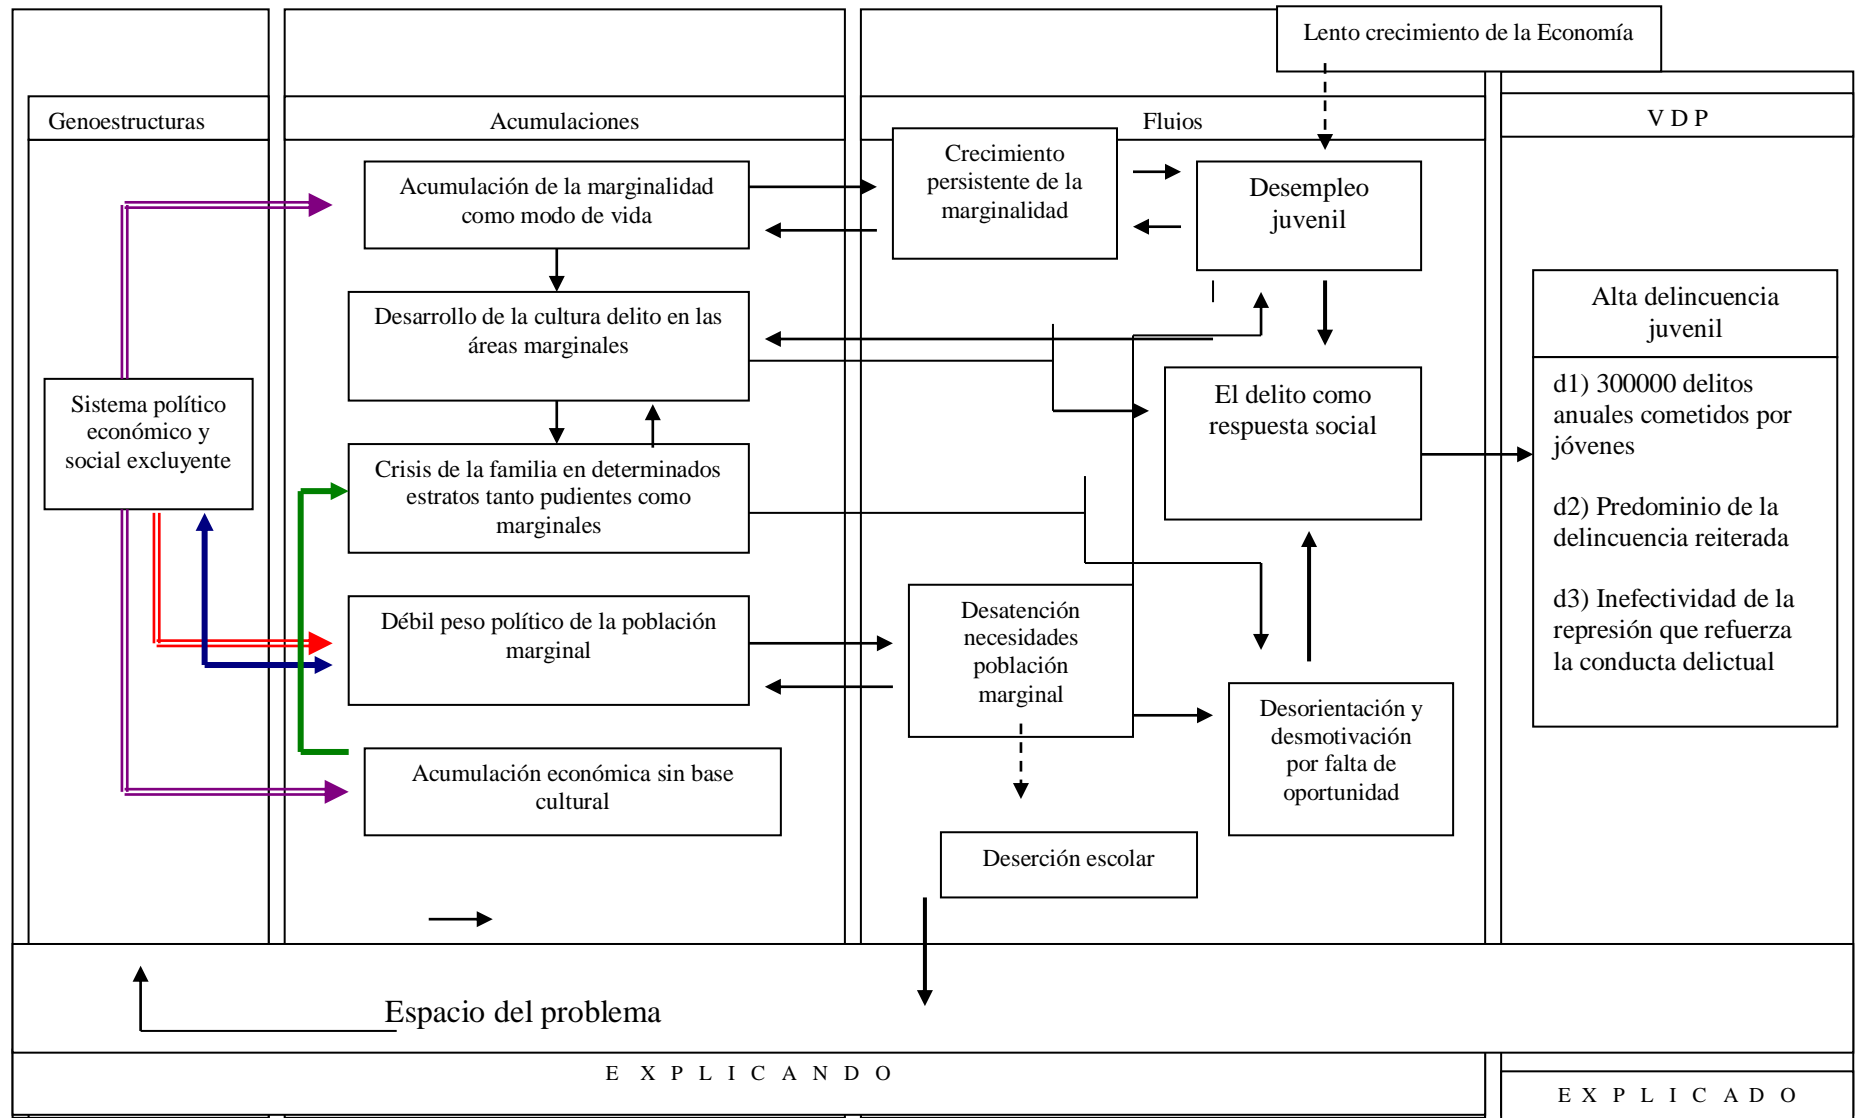 Lento crecimiento de la Economía
Genoestructuras
Acumulaciones
Flujos
V D P
Acumulación de la marginalidad
como modo de vida
Crecimiento
persistente de la
marginalidad
Desempleo
juvenil
Desarrollo de la cultura delito en las
áreas marginales
Alta delincuencia
juvenil
Sistema político
económico y
social excluyente
El delito como
respuesta social
d1) 300000 delitos
anuales cometidos por
jóvenes
d2) Predominio de la
delincuencia reiterada
d3) Inefectividad de la
represión que refuerza
la conducta delictual
Crisis de la familia en determinados
estratos tanto pudientes como
marginales
Débil peso político de la población
marginal
Desatención
necesidades
población
marginal
Desorientación y
desmotivación
por falta de
oportunidad
Acumulación económica sin base
cultural
Deserción escolar
Espacio del problema
E X P L I C A N D O
E X P L I C A D O